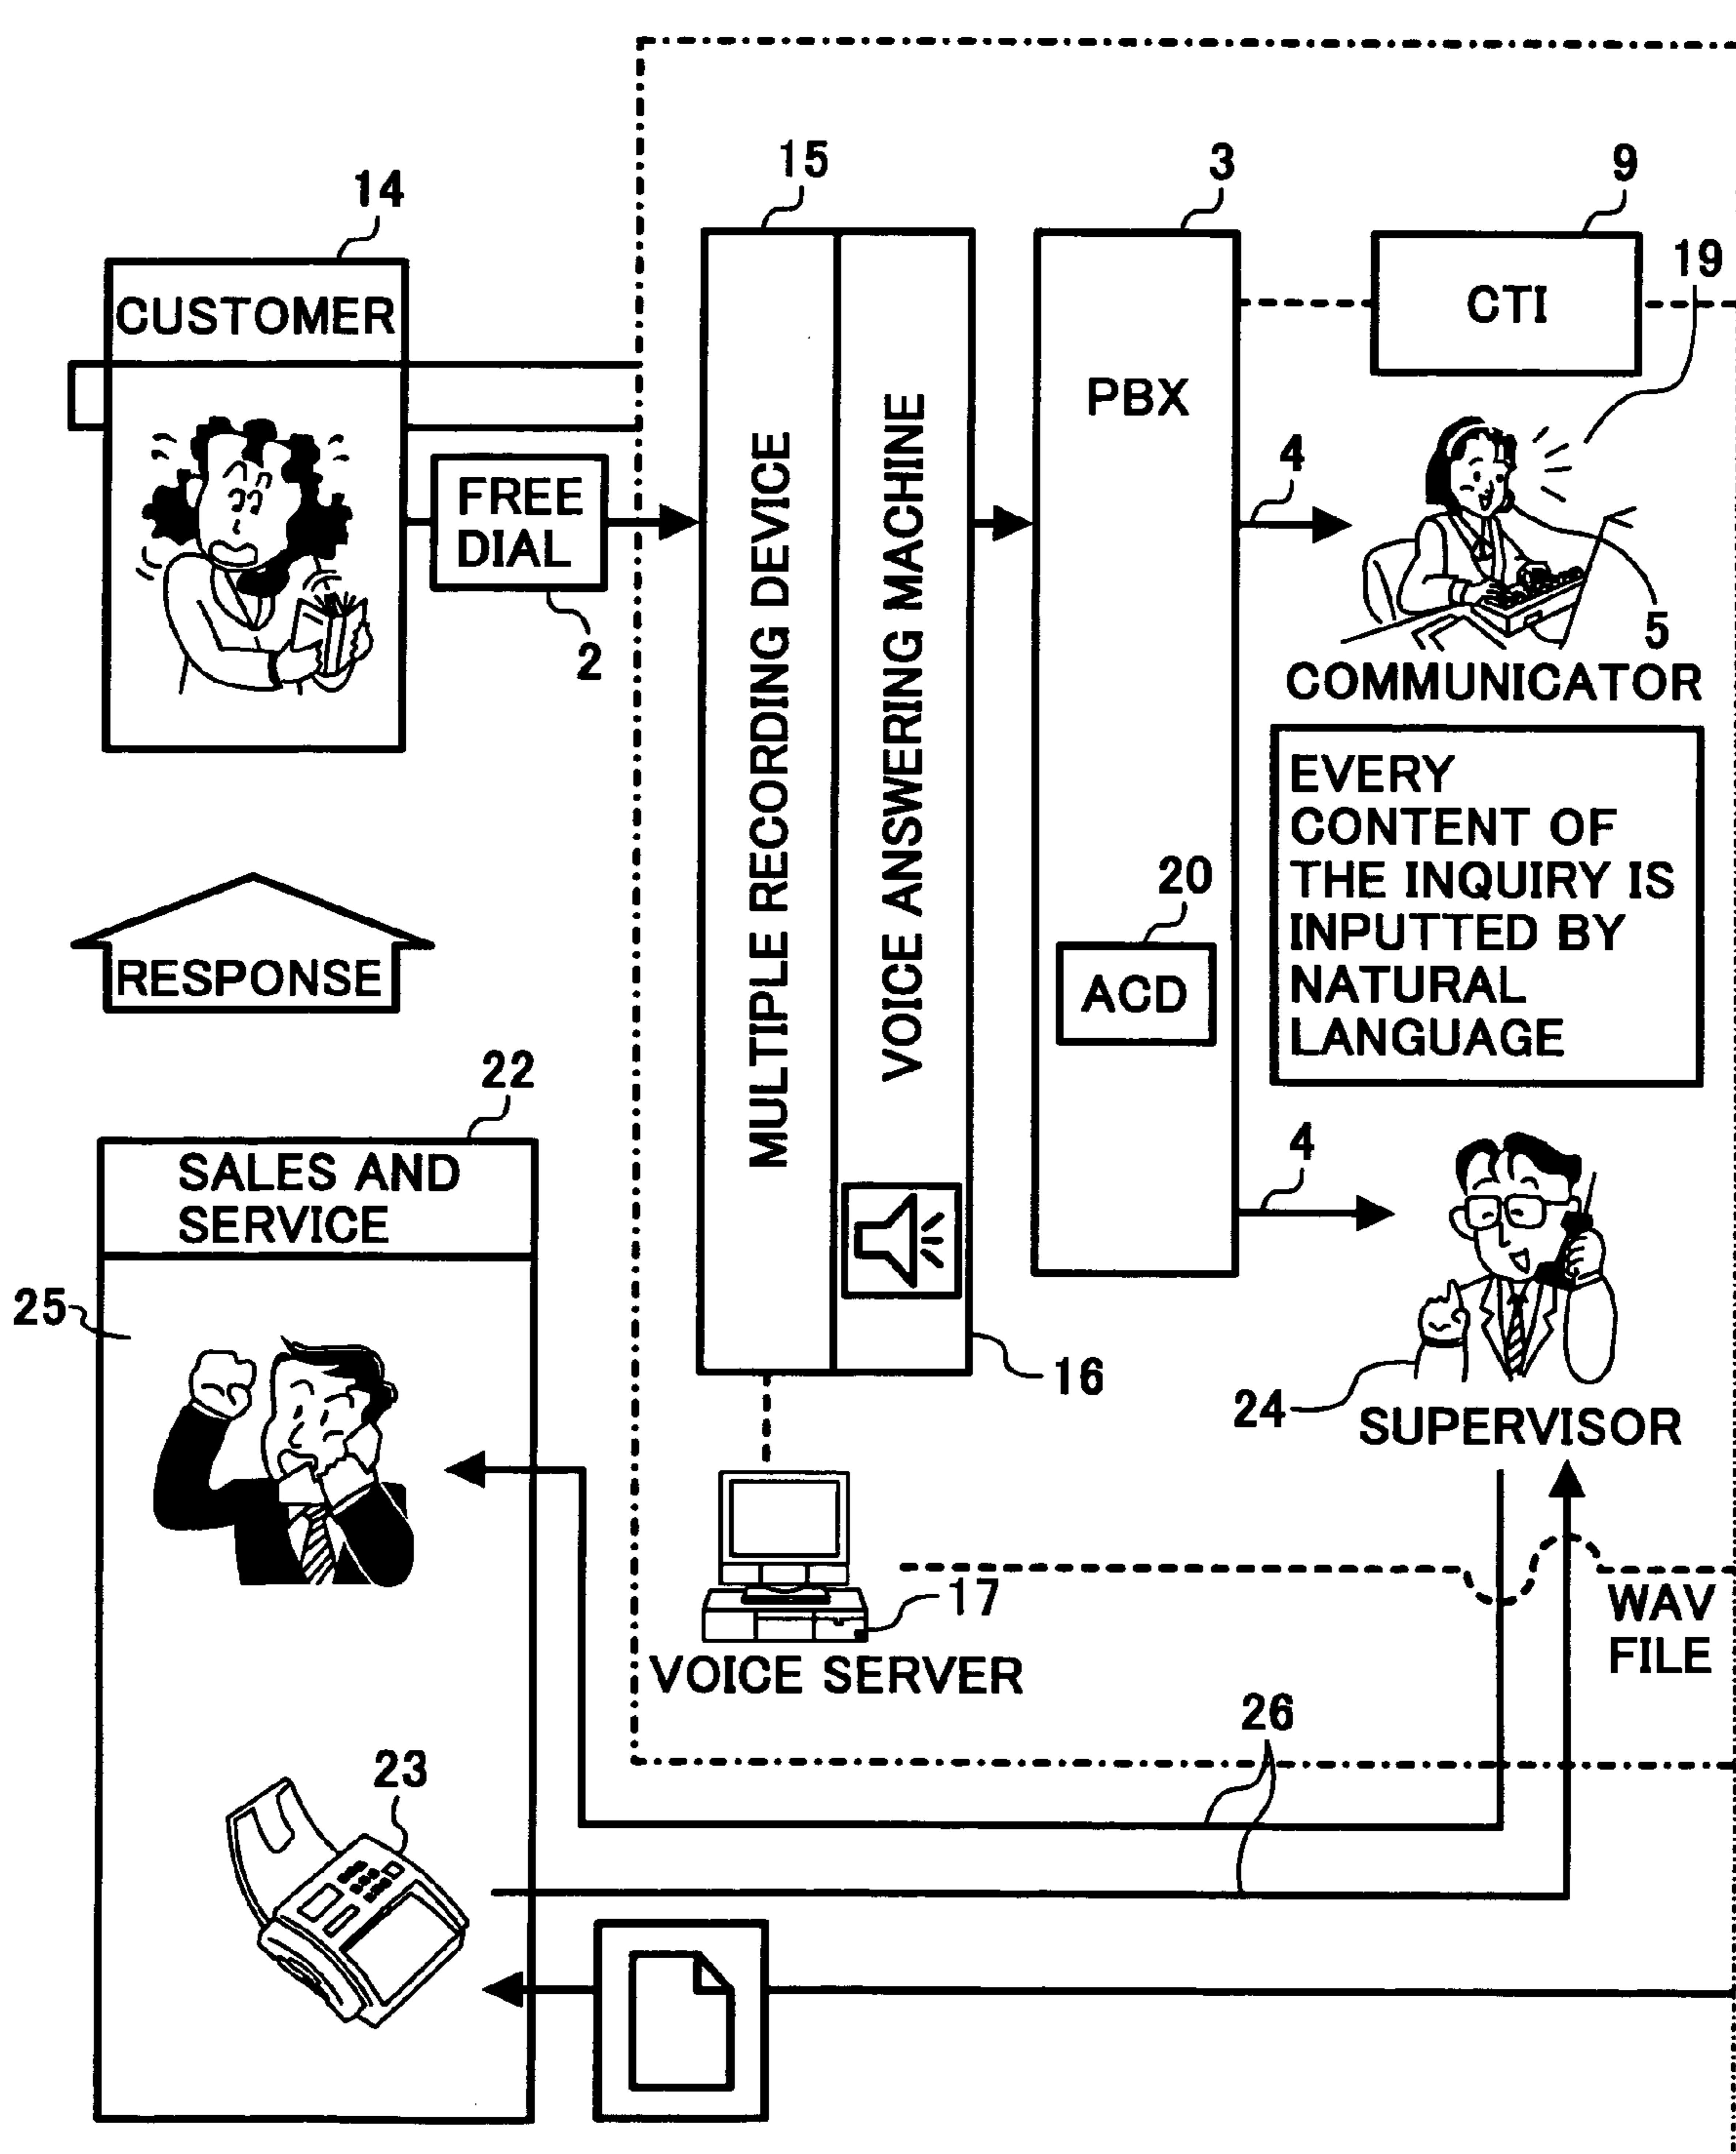 15
3
9
14
19
CUSTOMER
CTI
PBX
FREE
DIAL
2
MULTIPLE RECORDING DEVICE
VOICE ANSWERING MACHINE
4
5
COMMUNICATOR
EVERY
CONTENT OF
THE INQUIRY IS
INPUTTED BY
NATURAL
LANGUAGE
20
ACD
RESPONSE
22
SALES AND
SERVICE
4
25
16
24
SUPERVISOR
17
VOICE SERVER
WAV
FILE
26
23